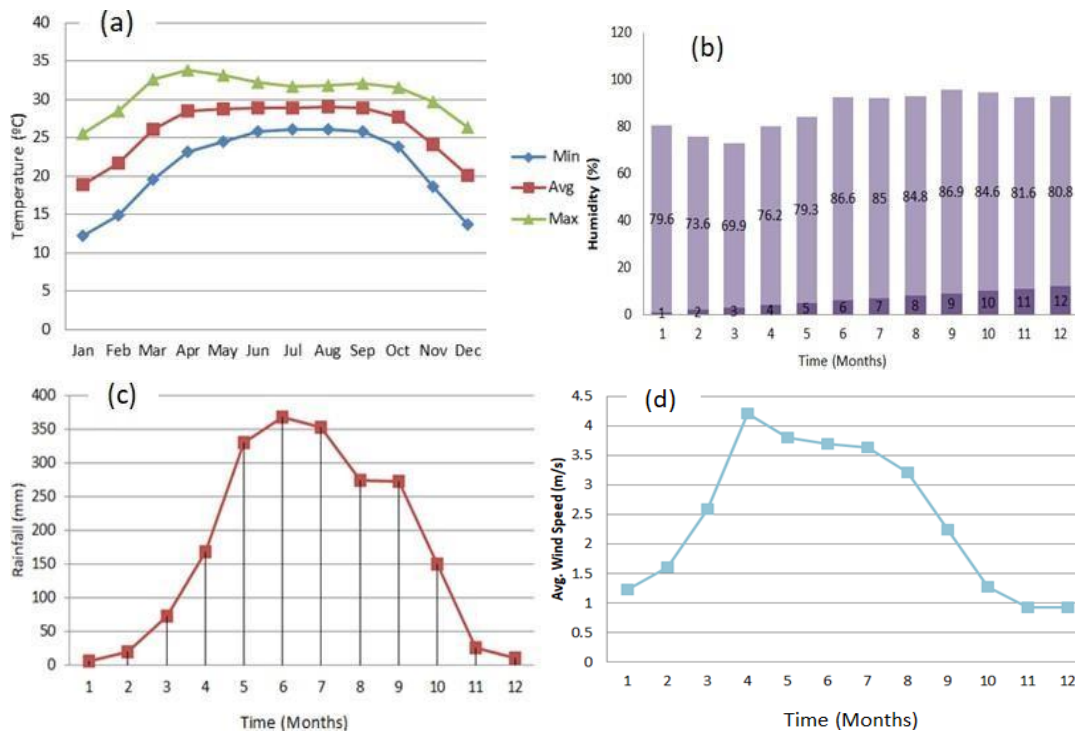 (a)
Temperature (ºC)
40
35
30
25
20
15
10
5
0
Jan Feb Mar Apr May Jun Jul Aug Sep Oct Nov Dec
Min
Avg
Max
(b)
Humidity (%)
120
100
80
60
40
20
0
79.6 73.6 69.9 76.2 79.3 86.6 85 84.8 86.9 84.6 81.6 80.8
1 2 3 4 5 6 7 8 9 10 11 12
1 2 3 4 5 6 7 8 9 10 11 12
Time (Months)
(c)
Rainfall (mm)
400
350
300
250
200
150
100
50
0
1 2 3 4 5 6 7 8 9 10 11 12
Time (Months)
(d)
Avg. Wind Speed (m/s)
4.5
4
3.5
3
2.5
2
1.5
1
0.5
0
1 2 3 4 5 6 7 8 9 10 11 12
Time (Months)